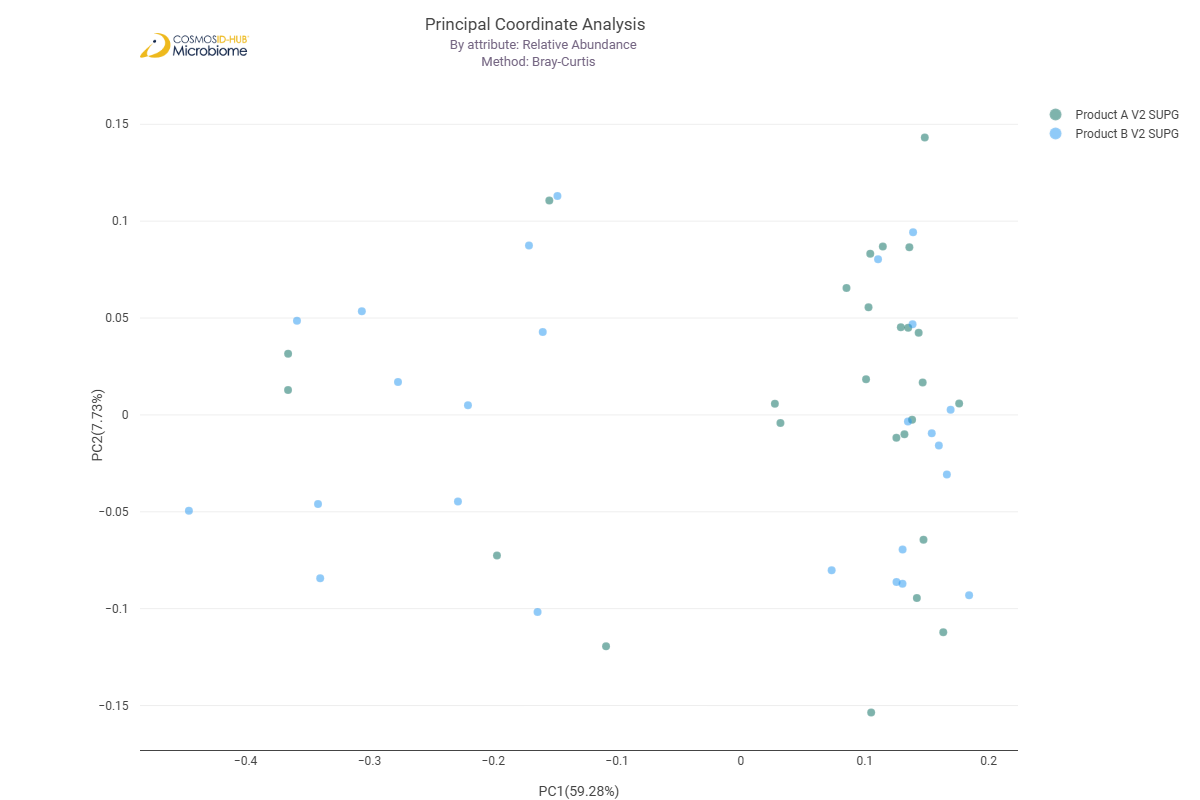 Principal Coordinate Analysis
By attribute: Relative Abundance
Method: Bray-Curtis
COSMOSID-HUB
Microbiome
Product A V2 SUPG
Product B V2 SUPG
0.15
0.1
0.05
0
−0.05
−0.1
−0.15
PC2(7.73%)
−0.4
−0.3
−0.2
−0.1
0
0.1
0.2
PC1(59.28%)